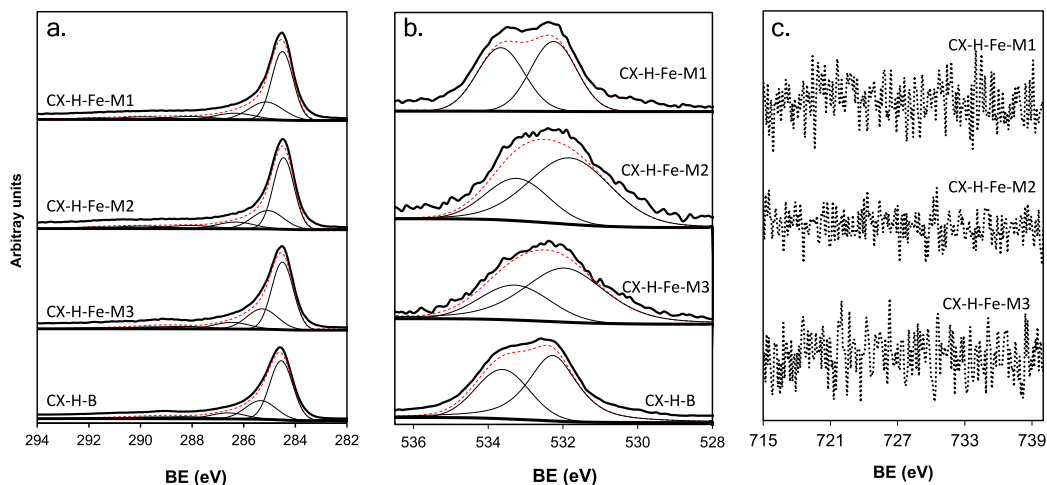 a.
CX-H-Fe-M1
CX-H-Fe-M2
CX-H-Fe-M3
CX-H-B
Arbitray units
294 292 290 288 286 284 282
BE (eV)
b.
CX-H-Fe-M1
CX-H-Fe-M2
CX-H-Fe-M3
CX-H-B
536 534 532 530 528
BE (eV)
c.
CX-H-Fe-M1
CX-H-Fe-M2
CX-H-Fe-M3
715 721 727 733 739
BE (eV)